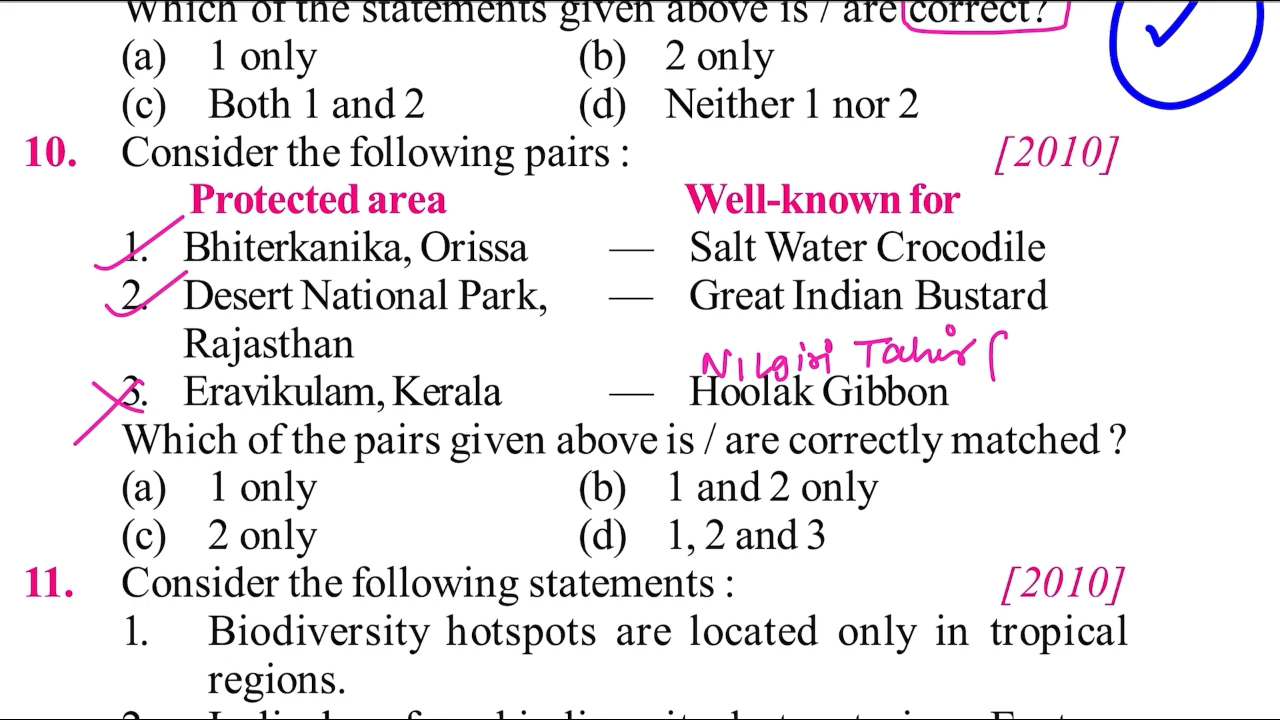 Which of the statements given above is / are correct?
(a) 1 only (b) 2 only
(c) Both 1 and 2 (d) Neither 1 nor 2
10. Consider the following pairs : [2010]
Protected area Well-known for
1. Bhiterkanika, Orissa — Salt Water Crocodile
2. Desert National Park, — Great Indian Bustard
Rajasthan
Nilgiri Tahir (
3. Eravikulam, Kerala — Hoolak Gibbon
Which of the pairs given above is / are correctly matched ?
(a) 1 only (b) 1 and 2 only
(c) 2 only (d) 1, 2 and 3
11. Consider the following statements : [2010]
1. Biodiversity hotspots are located only in tropical
regions.